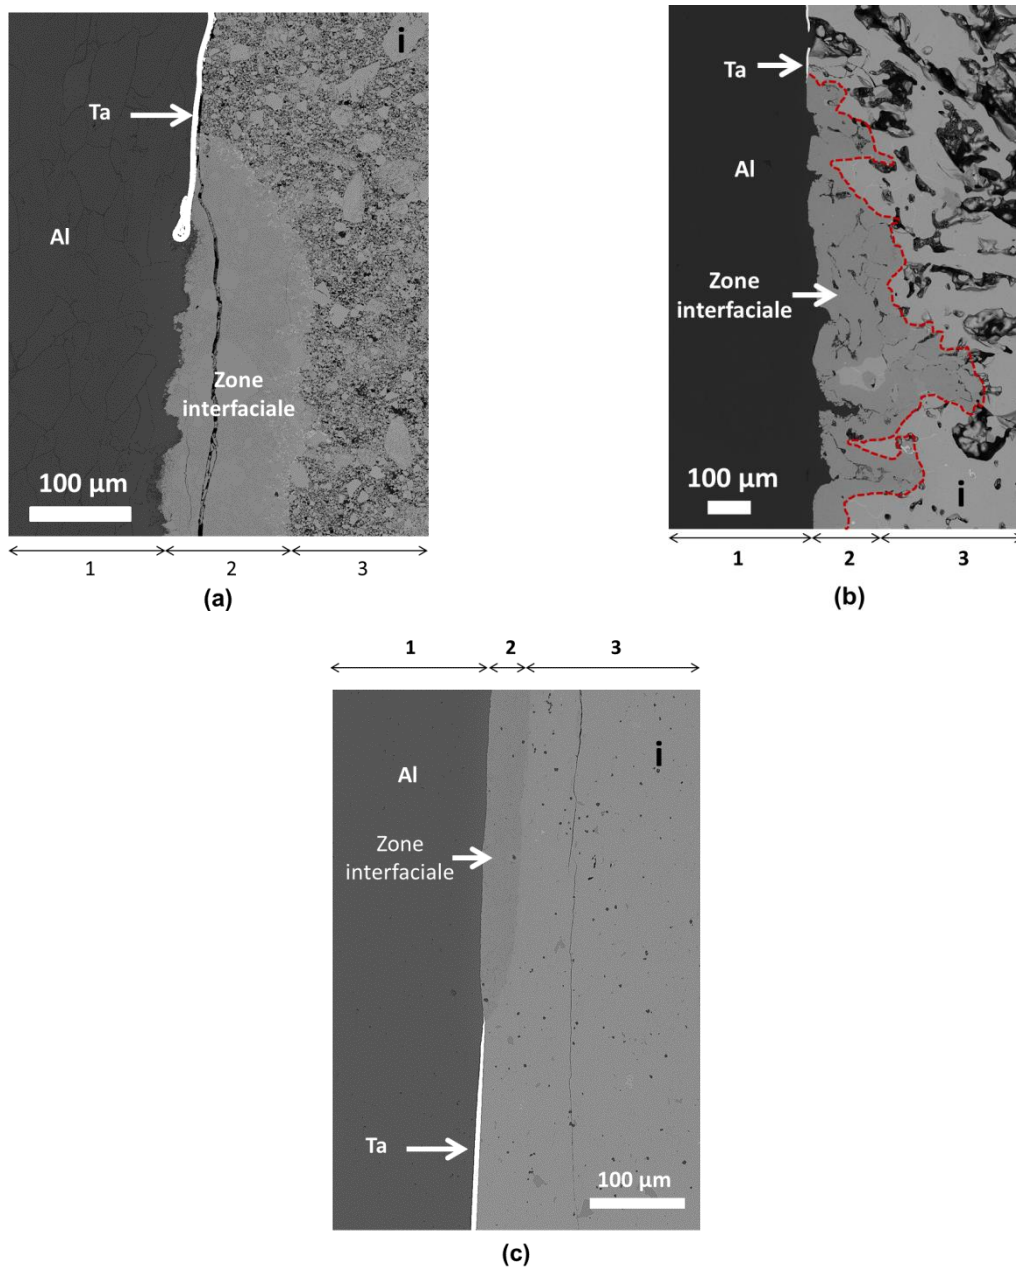 i
Ta
Al
Zone
interfaciale
100 µm
1 2 3
(a)
Ta
Al
Zone
interfaciale
i
100 µm
1 2 3
(b)
1 2 3
i
Al
Zone
interfaciale
Ta
100 µm
(c)